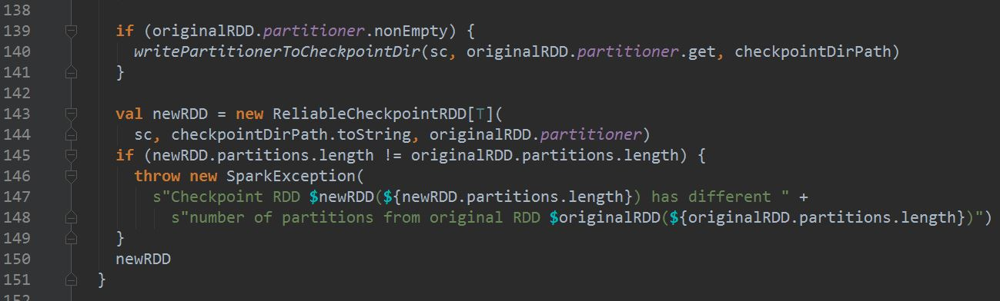 138
139 if (originalRDD.partitioner.nonEmpty) {
140 writePartitionerToCheckpointDir(sc, originalRDD.partitioner.get, checkpointDirPath)
141 }
142
143 val newRDD = new ReliableCheckpointRDD[T](
144 sc, checkpointDirPath.toString, originalRDD.partitioner)
145 if (newRDD.partitions.length != originalRDD.partitions.length) {
146 throw new SparkException(
147 s"Checkpoint RDD $newRDD(${newRDD.partitions.length}) has different " +
148 s"number of partitions from original RDD $originalRDD(${originalRDD.partitions.length})")
149 }
150 newRDD
151 }
152